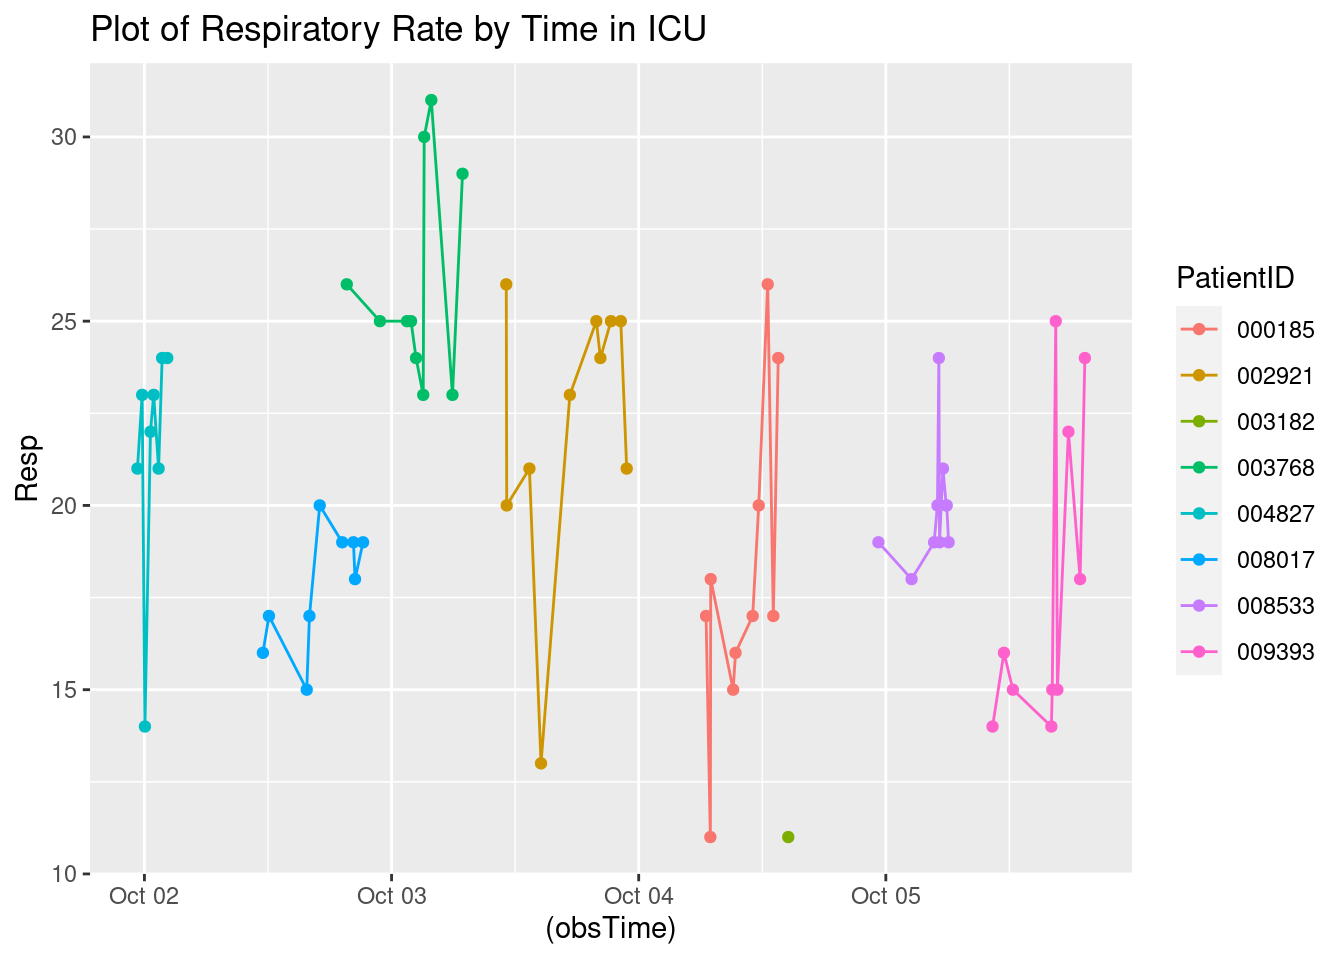 Plot of Respiratory Rate by Time in ICU
30
25
20
15
10
Resp
Oct 02
Oct 03
Oct 04
Oct 05
(obsTime)
PatientID
000185
002921
003182
003768
004827
008017
008533
009393